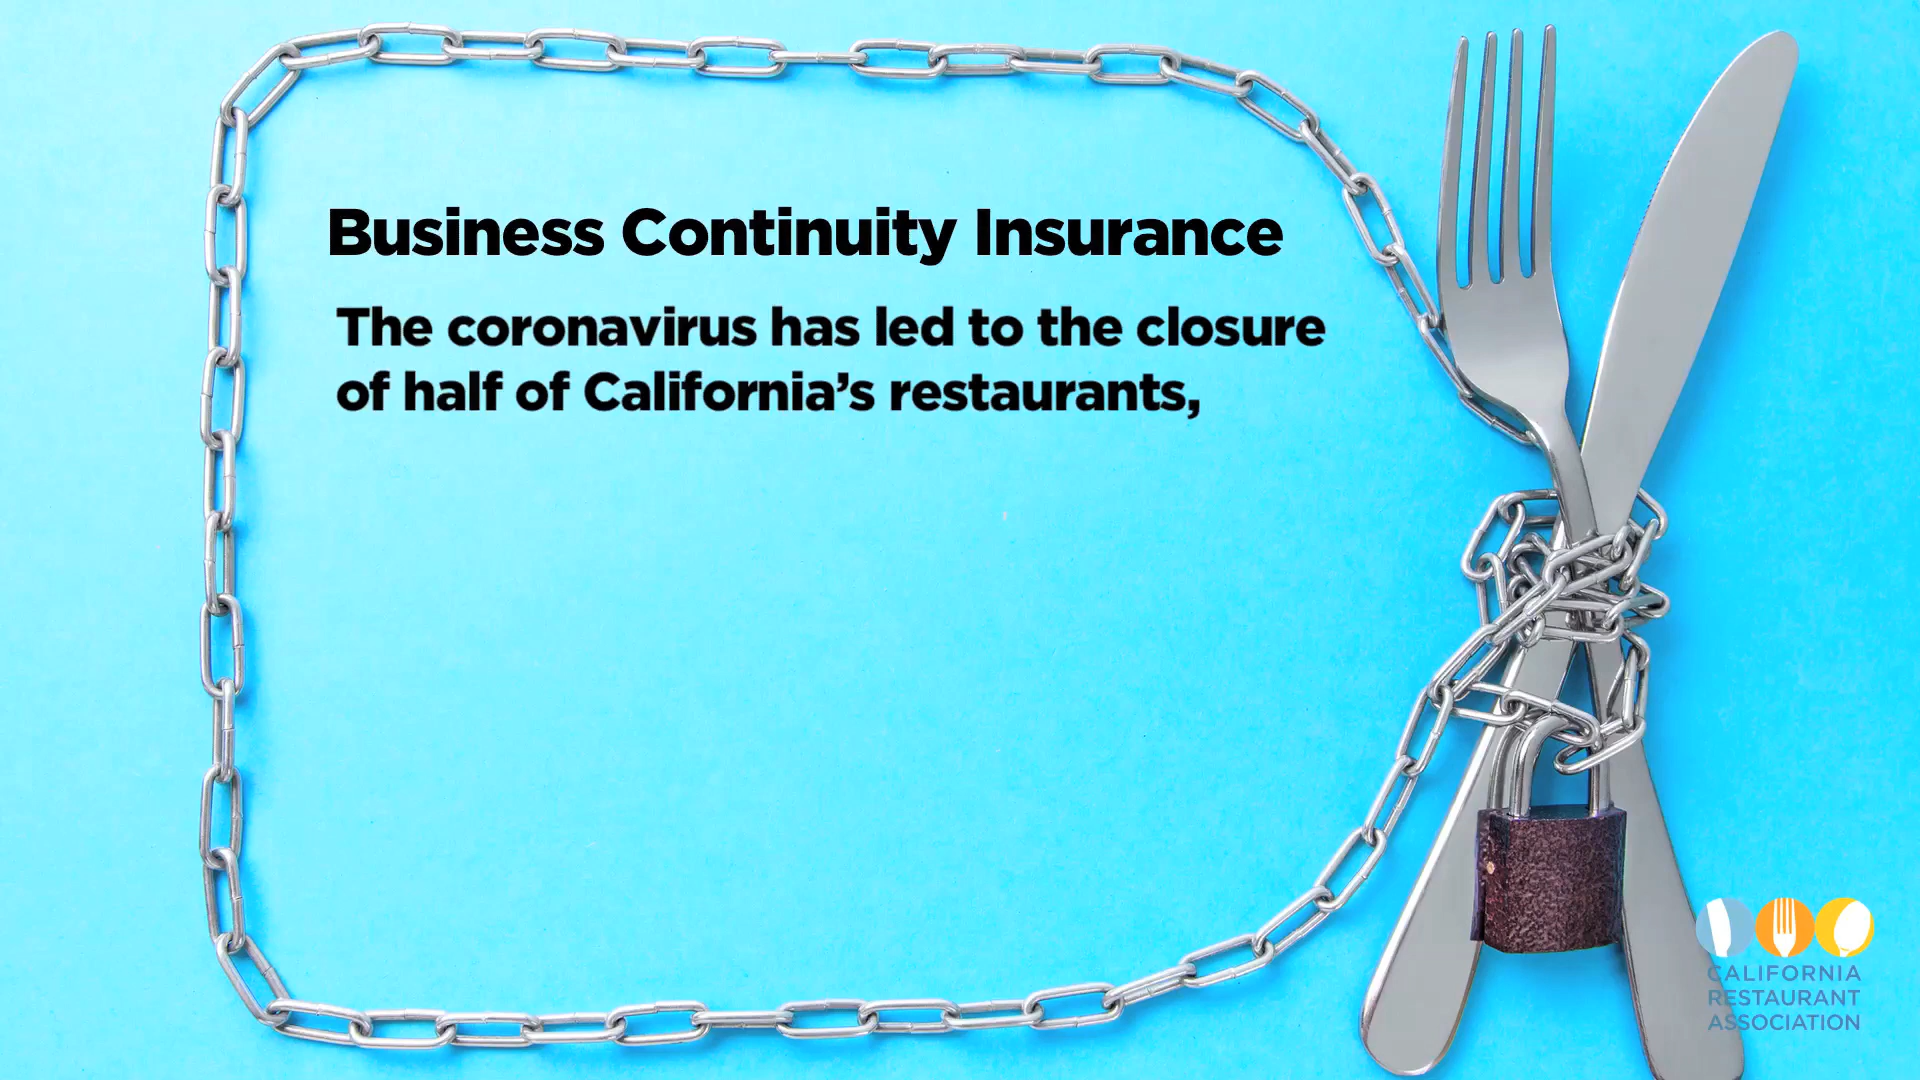 Business Continuity Insurance
The coronavirus has led to the closure
of half of California’s restaurants,
CALIFORNIA
RESTAURANT
ASSOCIATION